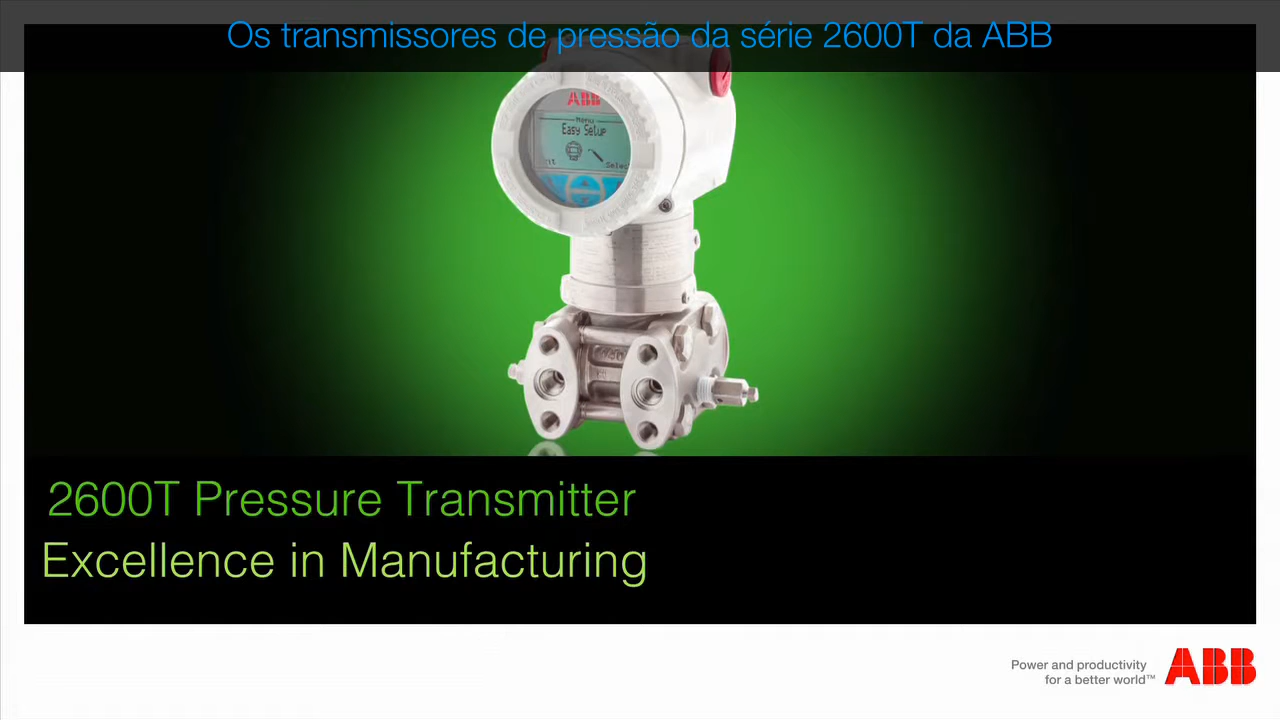 Os transmissores de pressão da série 2600T da ABB
ABB
Menu
Easy Setup
2600T Pressure Transmitter
Excellence in Manufacturing
Power and productivity
for a better world™
ABB